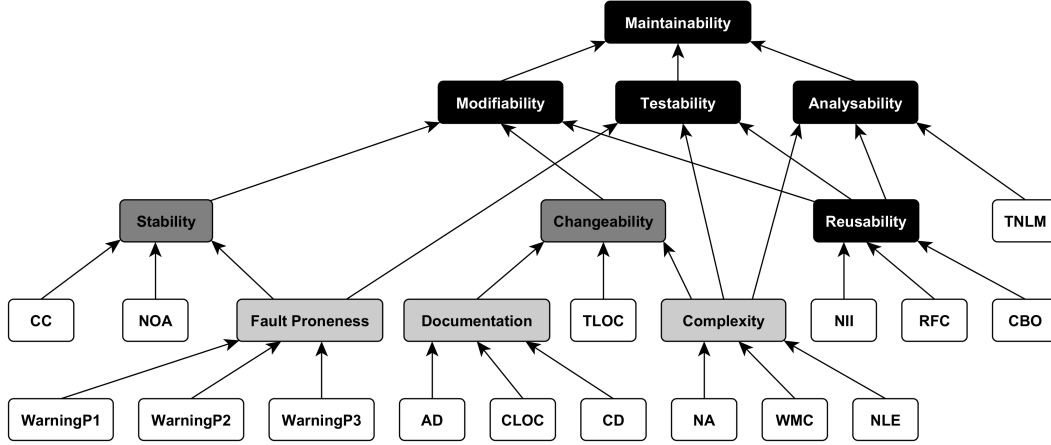 Maintainability
Modifiability
Testability
Analysability
Stability
Changeability
Reusability
TNLM
CC
NOA
Fault Proneness
Documentation
TLOC
Complexity
NII
RFC
CBO
WarningP1
WarningP2
WarningP3
AD
CLOC
CD
NA
WMC
NLE